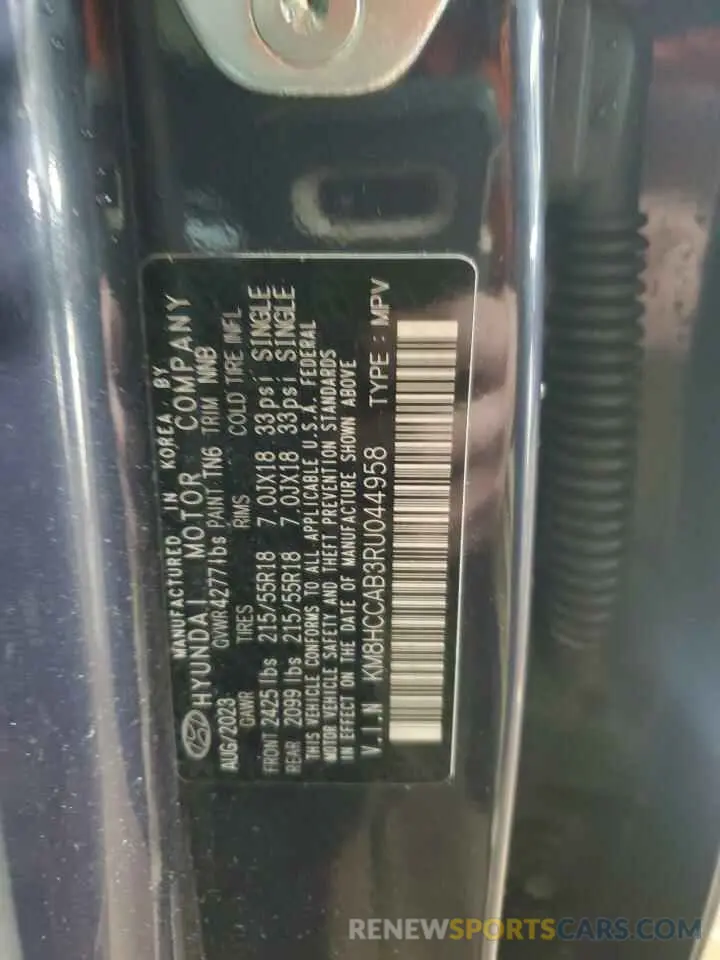 MANUFACTURED IN KOREA, BY
HYUNDAI MOTOR COMPANY
AUG/2023 GVWR 4277 lbs PAINT:TN6 TRIM NNB
GAWR TIRES RIMS COLD TIRE INFL
FRONT 2425 lbs 215/55R18 7.0JX18 33psi SINGLE
REAR 2099 lbs 215/55R18 7.0JX18 33psi SINGLE
THIS VEHICLE CONFORMS TO ALL APPLICABLE U.S.A. FEDERAL
MOTOR VEHICLE SAFETY AND THEFT PREVENTION STANDARDS
IN EFFECT ON THE DATE OF MANUFACTURE SHOWN ABOVE
V.I.N KM8HCCAB3RU044958 TYPE : MPV
RENEWSPORTSCARS.COM